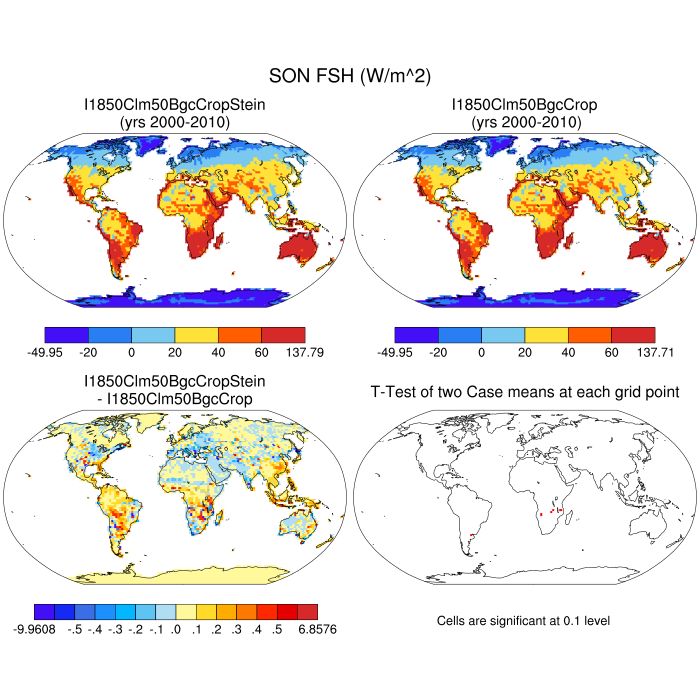 SON FSH (W/m^2)
I1850Clm50BgcCropStein
(yrs 2000-2010)
I1850Clm50BgcCrop
(yrs 2000-2010)
-49.95 -20 0 20 40 60 137.79
-49.95 -20 0 20 40 60 137.71
I1850Clm50BgcCropStein
- I1850Clm50BgcCrop
T-Test of two Case means at each grid point
-9.9608 -.5 -.4 -.3 -.2 -.1 .0 .1 .2 .3 .4 .5 6.8576
Cells are significant at 0.1 level